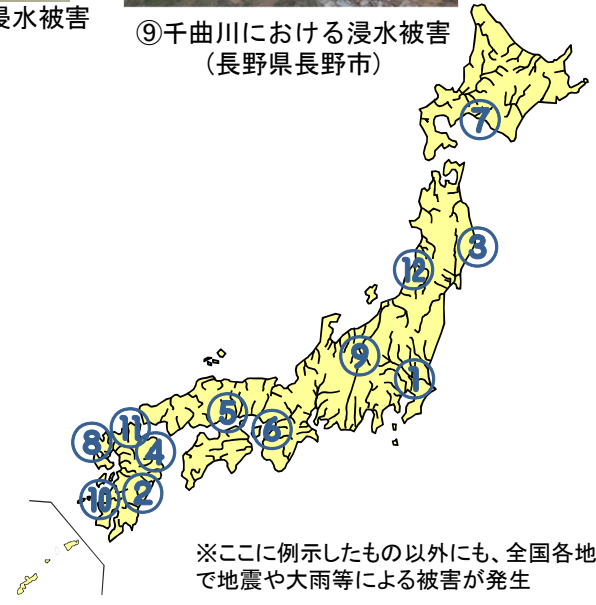 浸水被害
⑨千曲川における浸水被害
（長野県長野市）
⑦
③
⑫
⑨
①
⑤
⑥
⑪
⑧
④
⑩
②
※ここに例示したもの以外にも、全国各地
で地震や大雨等による被害が発生